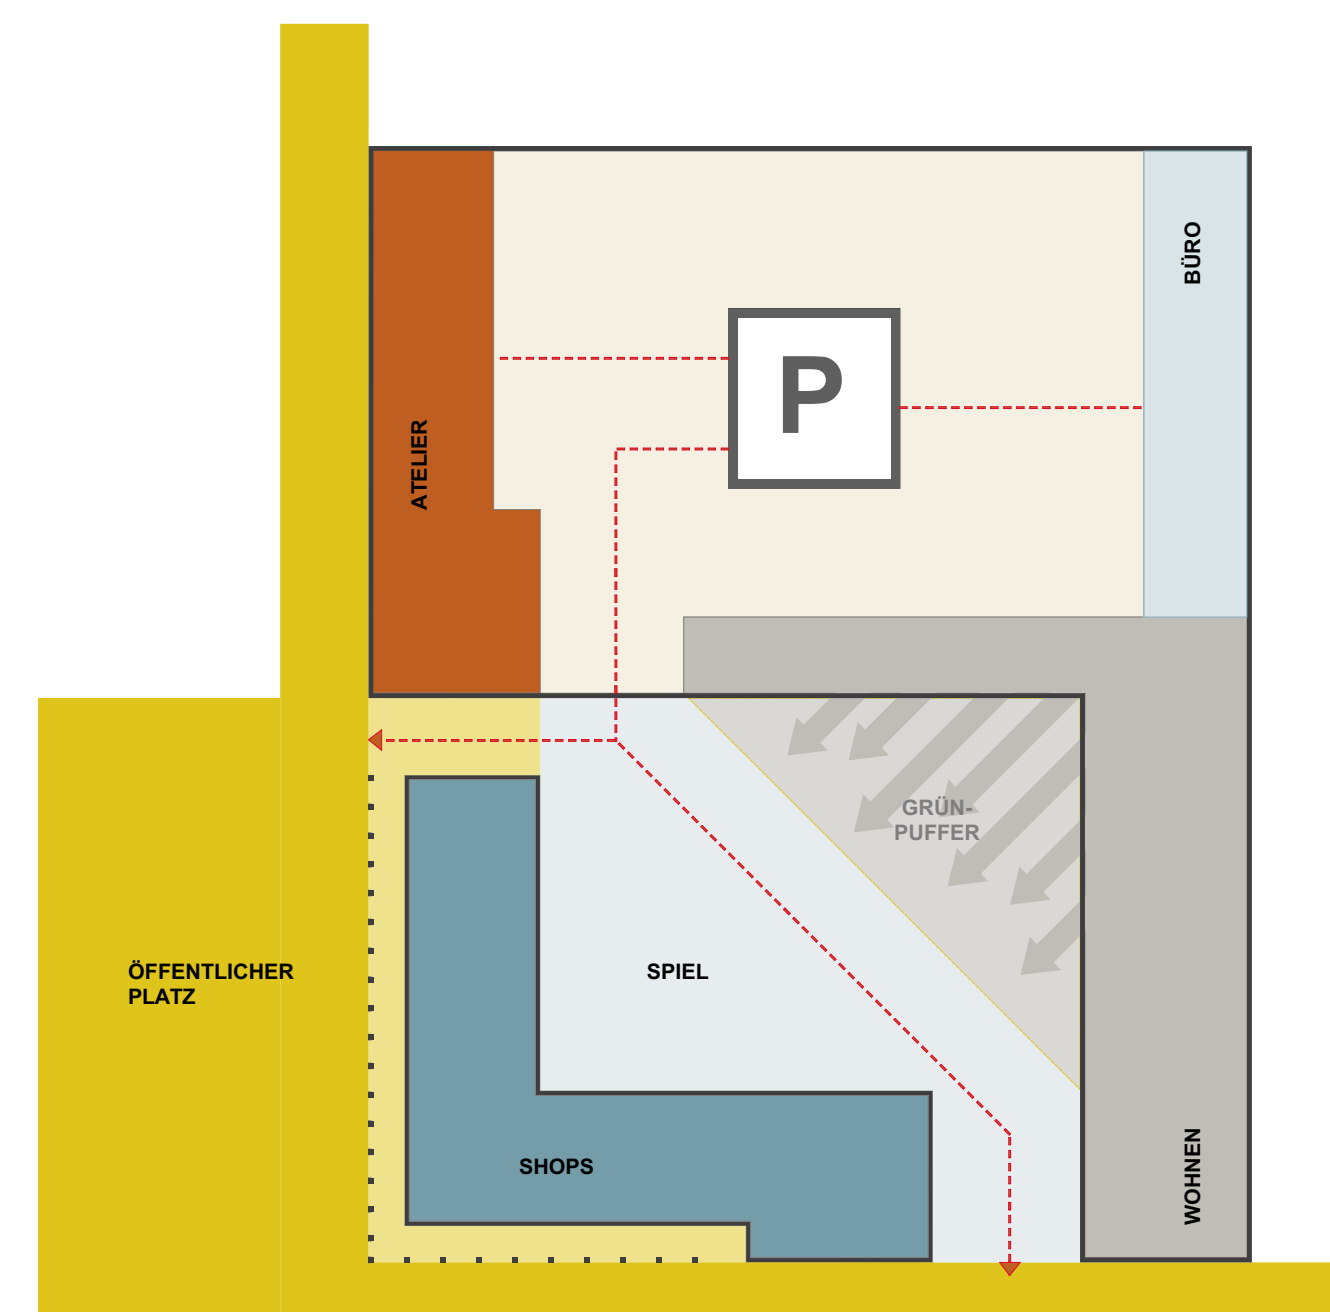 BÜRO
P
ATELIER
GRÜN-
PUFFER
ÖFFENTLICHER
PLATZ
SPIEL
SHOPS
WOHNEN